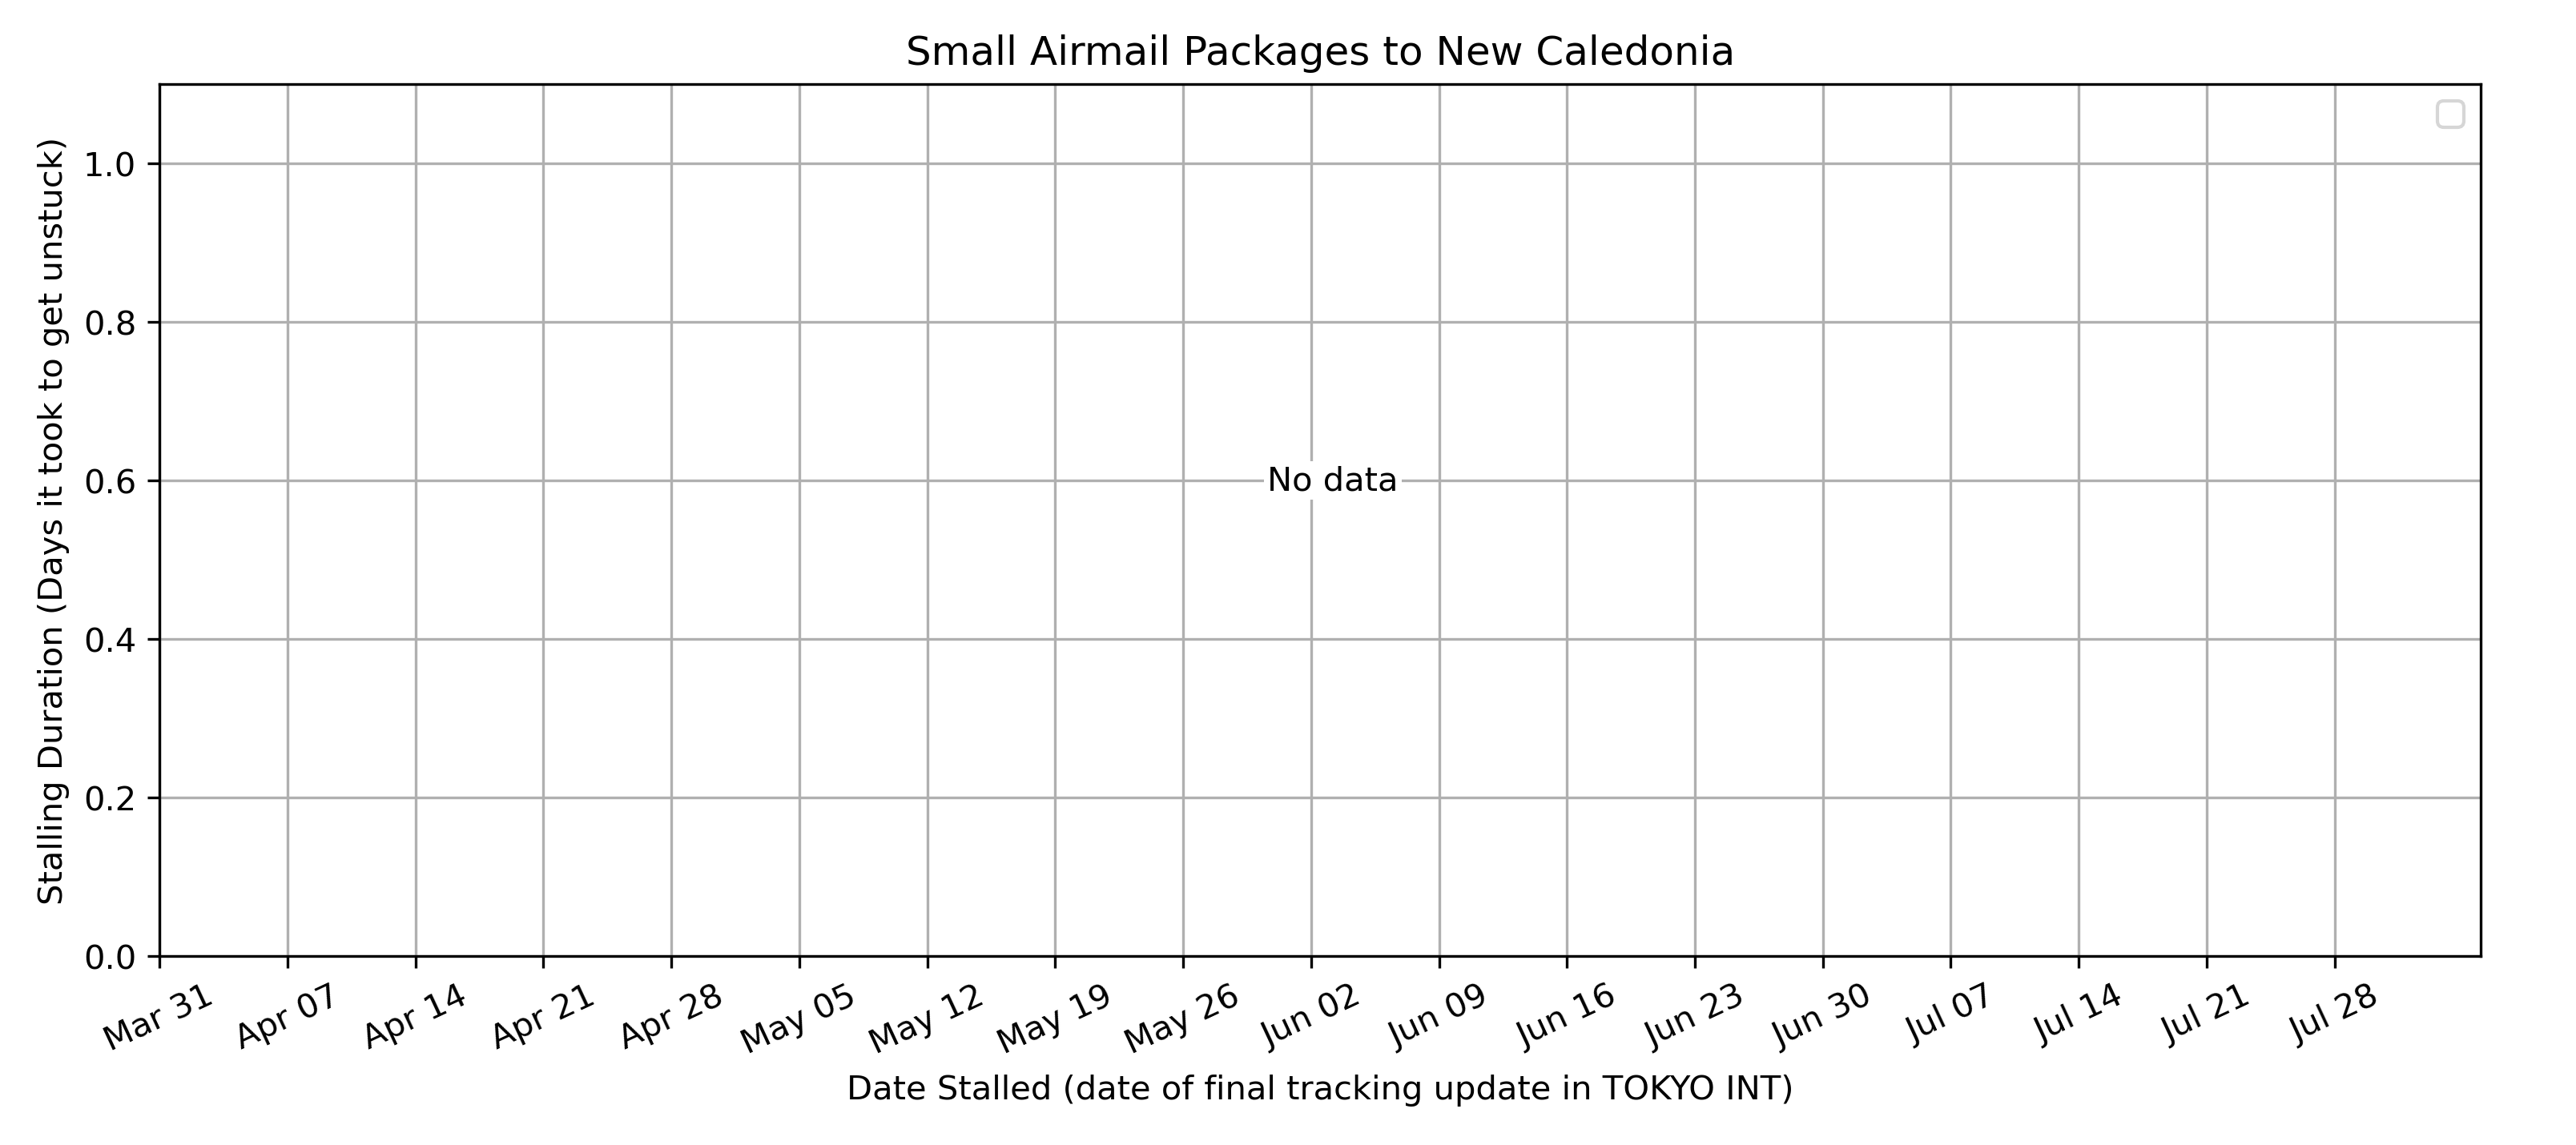 Small Airmail Packages to New Caledonia
Stalling Duration (Days it took to get unstuck)
1.0
0.8
0.6
0.4
0.2
0.0
No data
Mar 31 Apr 07 Apr 14 Apr 21 Apr 28 May 05 May 12 May 19 May 26 Jun 02 Jun 09 Jun 16 Jun 23 Jun 30 Jul 07 Jul 14 Jul 21 Jul 28
Date Stalled (date of final tracking update in TOKYO INT)